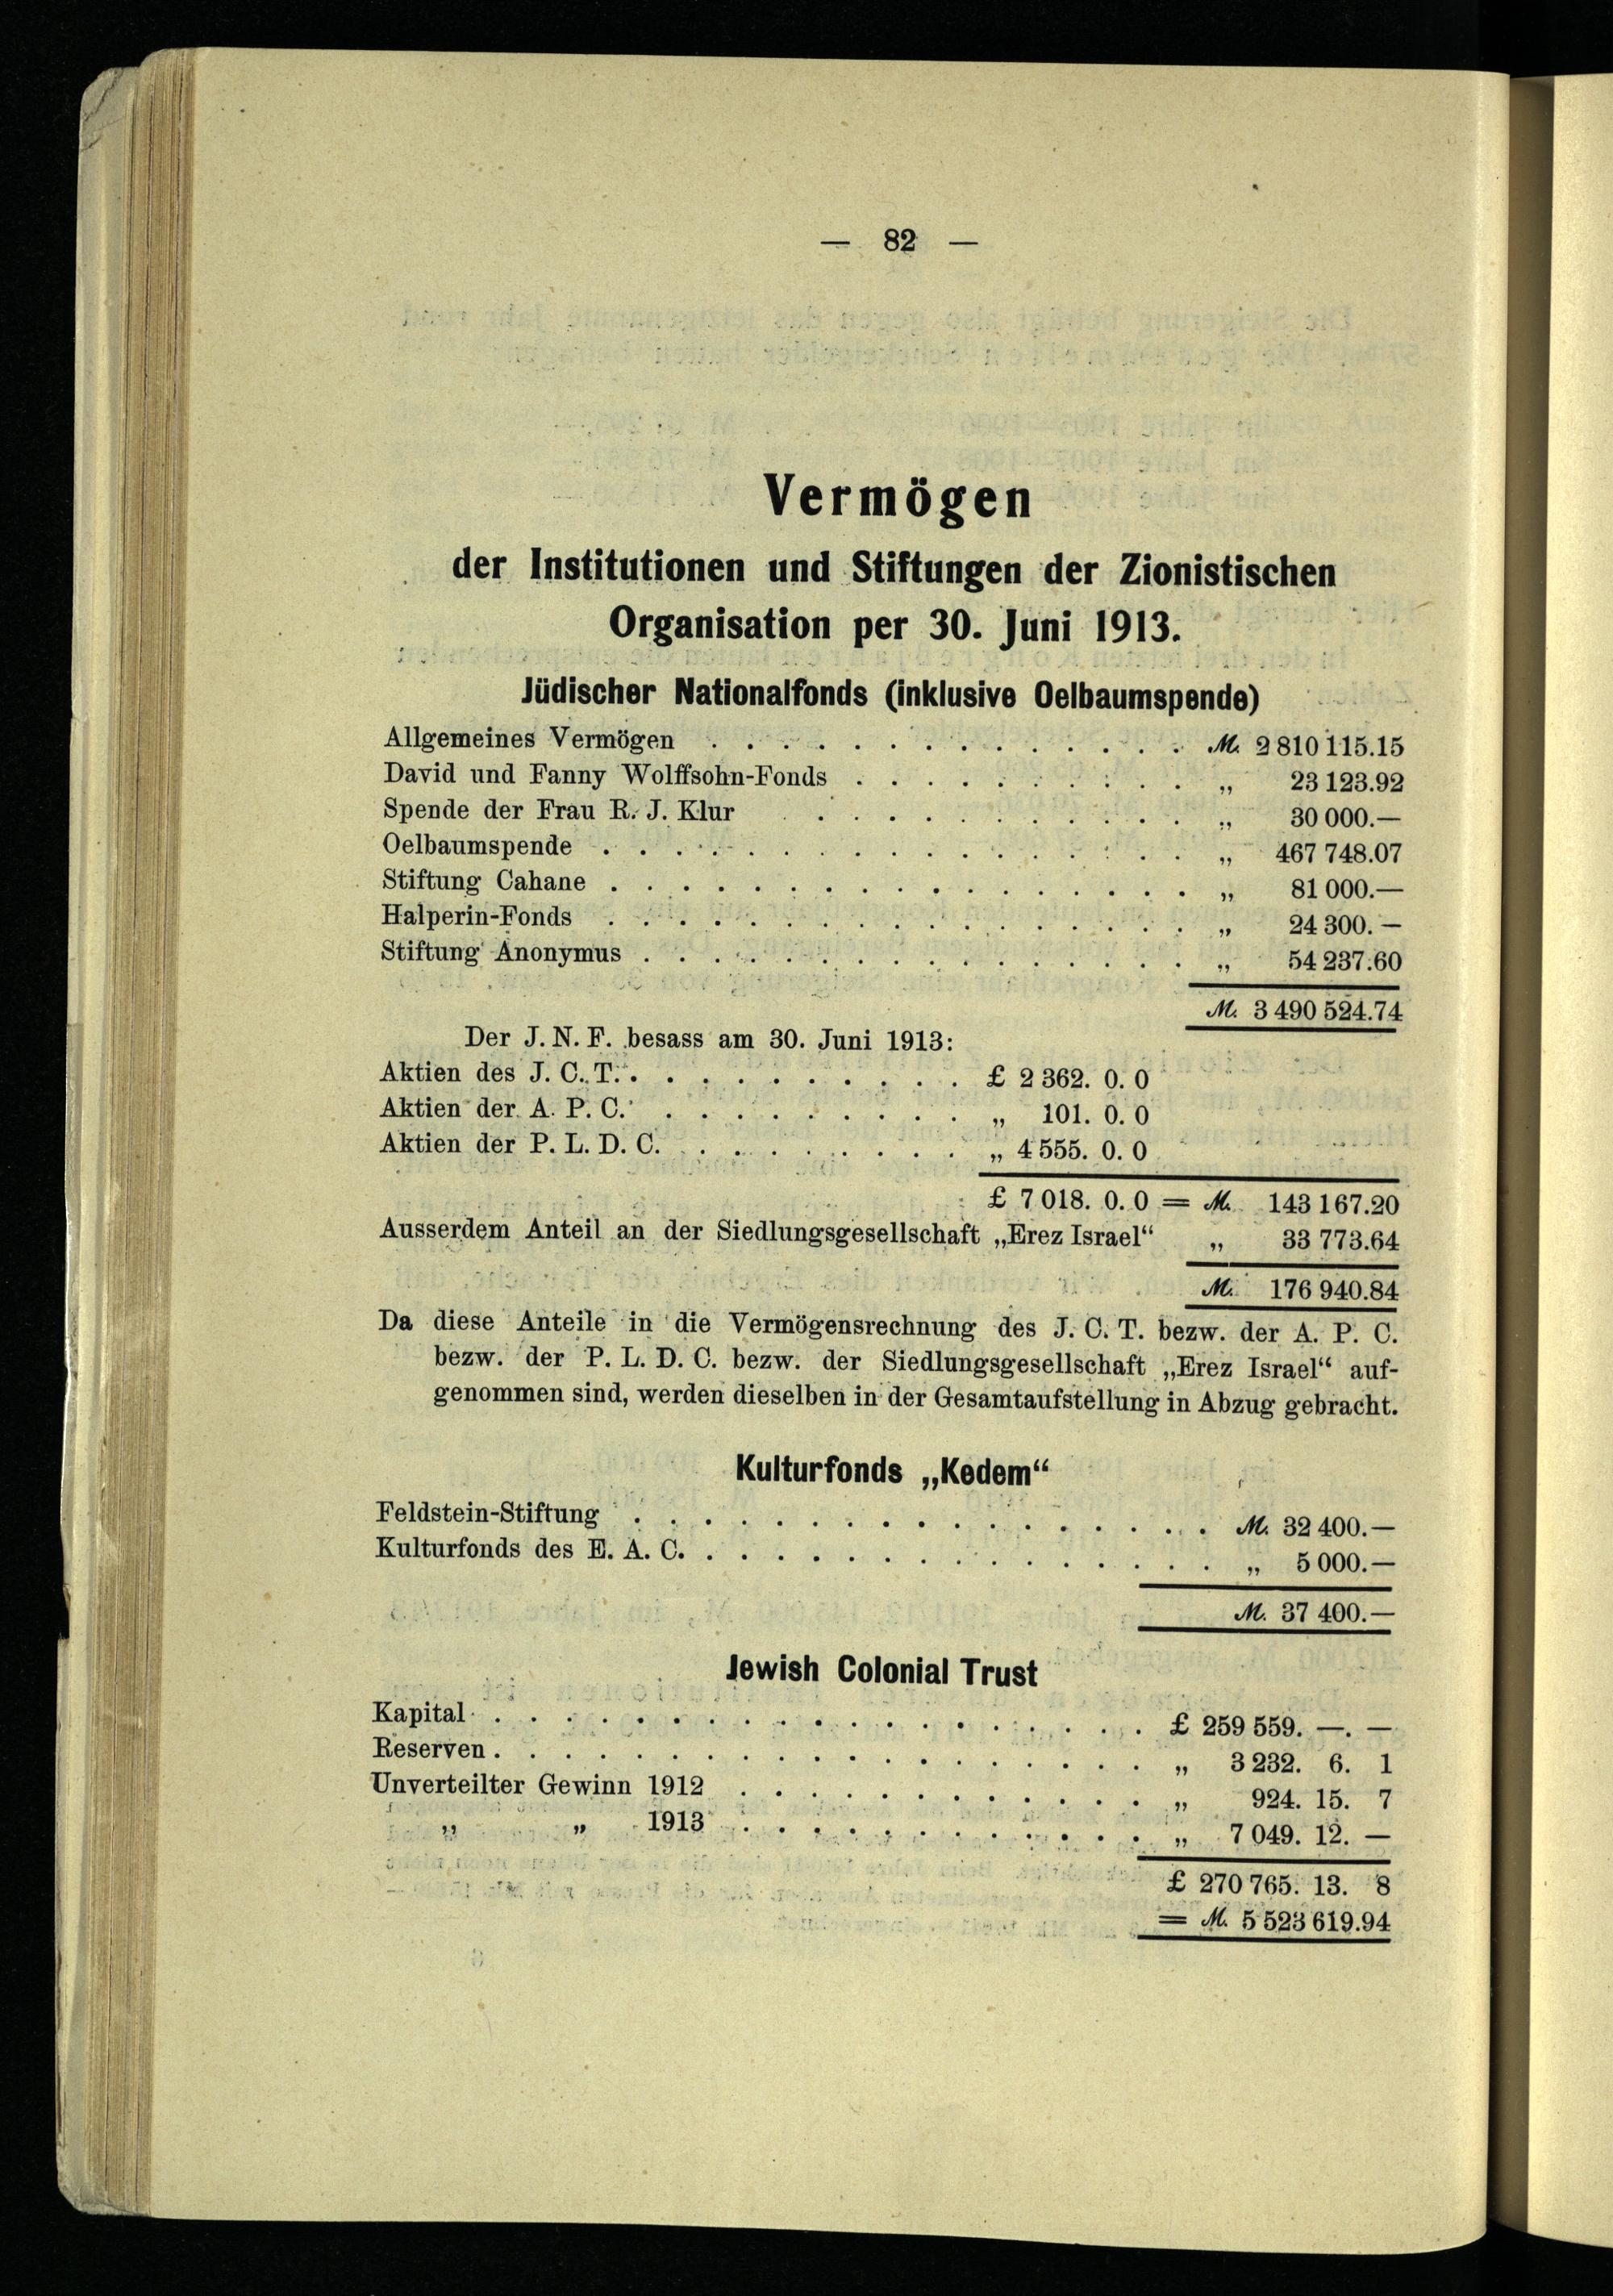 — 82 —
Vermögen
der Institutionen und Stiftungen der Zionistischen
Organisation per 30. Juni 1913.
Jüdischer Nationalfonds (inklusive Oelbaumspende)
Allgemeines Vermögen . . . . . . . . . . . . . . M. 2 810 115.15
David und Fanny Wolffsohn-Fonds . . . . . . . . . . „ 23 123.92
Spende der Frau R. J. Klur . . . . . . . . . . . „ 30 000.—
Oelbaumspende . . . . . . . . . . . . . . . . . „ 467 748.07
Stiftung Cahane . . . . . . . . . . . . . . . . . „ 81 000.—
Halperin-Fonds . . . . . . . . . . . . . . . . . „ 24 300.—
Stiftung Anonymus . . . . . . . . . . . . . . . . „ 54 237.60
M. 3 490 524.74
Der J. N. F. besass am 30. Juni 1913:
Aktien des J. C. T. . . . . . . . . . . £ 2 362. 0. 0
Aktien der A. P. C. . . . . . . . . . . „ 101. 0. 0
Aktien der P. L. D. C. . . . . . . . . . „ 4 555. 0. 0
£ 7 018. 0. 0 = M. 143 167.20
Ausserdem Anteil an der Siedlungsgesellschaft „Erez Israel“ „ 33 773.64
M. 176 940.84
Da diese Anteile in die Vermögensrechnung des J. C. T. bezw. der A. P. C.
bezw. der P. L. D. C. bezw. der Siedlungsgesellschaft „Erez Israel“ auf-
genommen sind, werden dieselben in der Gesamtaufstellung in Abzug gebracht.
Kulturfonds „Kedem“
Feldstein-Stiftung . . . . . . . . . . . . . . . . . M. 32 400.—
Kulturfonds des E. A. C. . . . . . . . . . . . . . . . „ 5 000.—
M. 37 400.—
Jewish Colonial Trust
Kapital . . . . . . . . . . . . . . . . . . . £ 259 559. —. —
Reserven . . . . . . . . . . . . . . . . . . . „ 3 232. 6. 1
Unverteilter Gewinn 1912 . . . . . . . . . . . . „ 924. 15. 7
„ „ 1913 . . . . . . . . . . . . „ 7 049. 12. —
£ 270 765. 13. 8
= M. 5 523 619.94